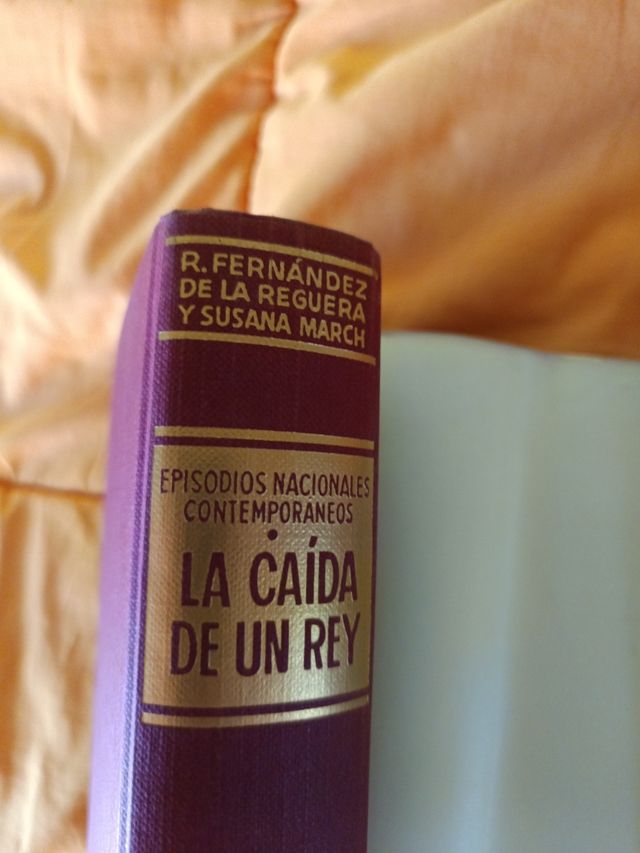 R. FERNÁNDEZ
DE LA REGUERA
Y SUSANA MARCH
EPISODIOS NACIONALES
CONTEMPORÁNEOS
LA CAÍDA
DE UN REY